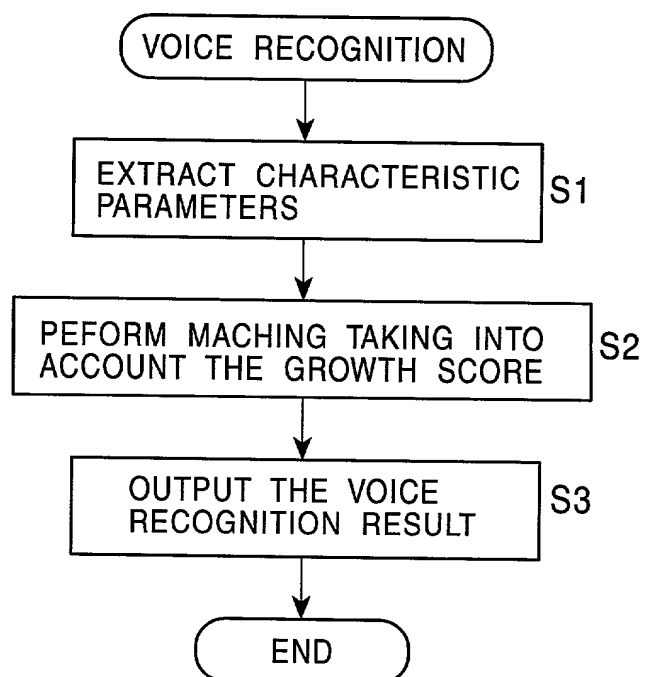 VOICE RECOGNITION
EXTRACT CHARACTERISTIC
PARAMETERS
S1
PEFORM MACHING TAKING INTO
ACCOUNT THE GROWTH SCORE
S2
OUTPUT THE VOICE
RECOGNITION RESULT
S3
END